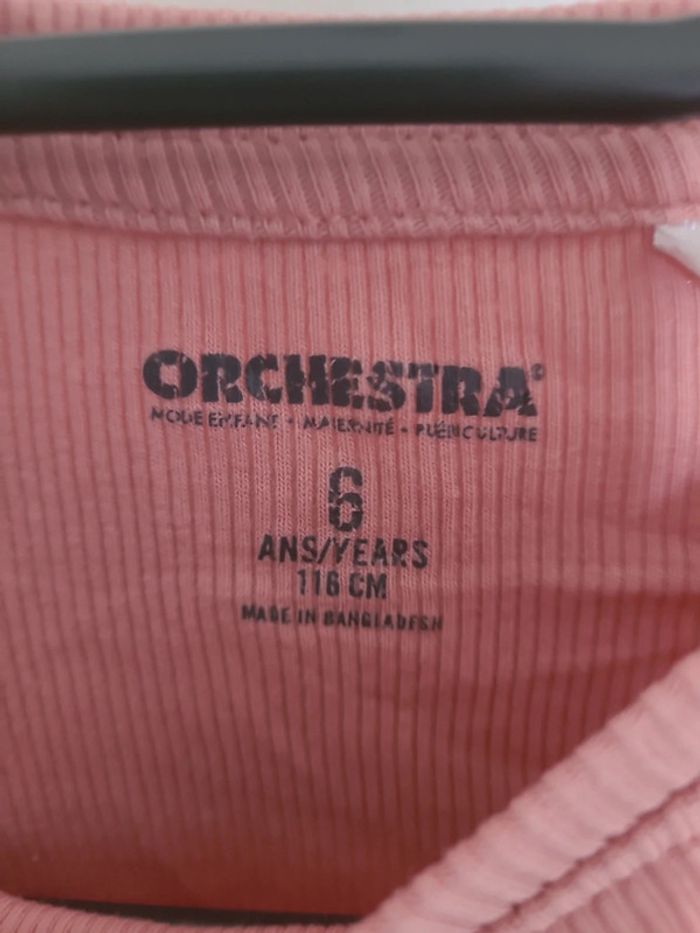 ORCHESTRA
MODE ENFANT - MATERNITÉ - PUÉRICULTURE
6
ANS/YEARS
116 CM
MADE IN BANGLADESH